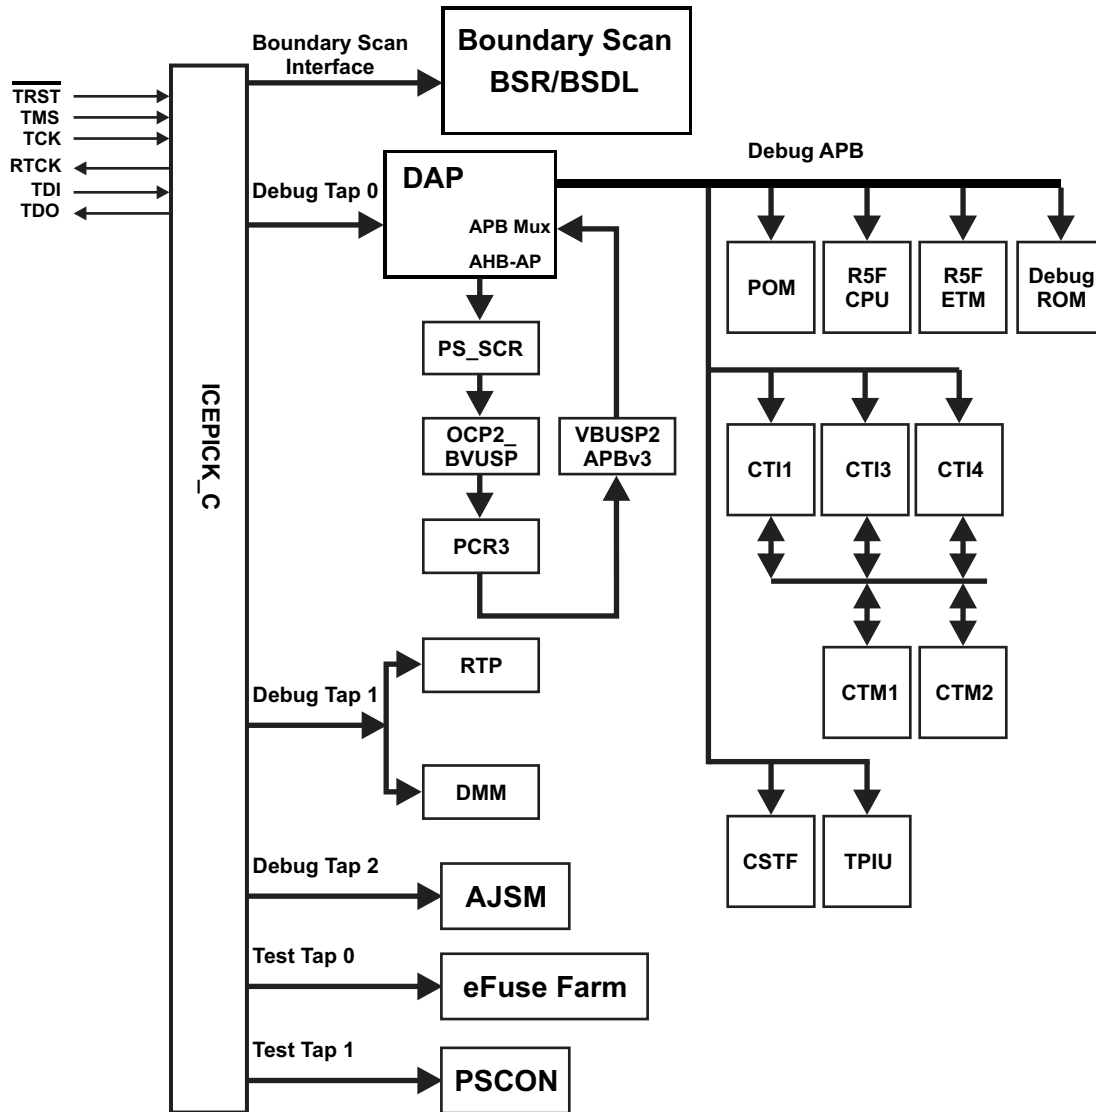 Boundary Scan
Interface
Boundary Scan
BSR/BSDL
TRST
TMS
TCK
RTCK
TDI
TDO
ICEPICK_C
Debug Tap 0
DAP
APB Mux
AHB-AP
Debug APB
POM
R5F
CPU
R5F
ETM
Debug
ROM
PS_SCR
OCP2_
BVUSP
VBUSP2
APBv3
PCR3
CTI1
CTI3
CTI4
CTM1
CTM2
Debug Tap 1
RTP
DMM
CSTF
TPIU
Debug Tap 2
AJSM
Test Tap 0
eFuse Farm
Test Tap 1
PSCON